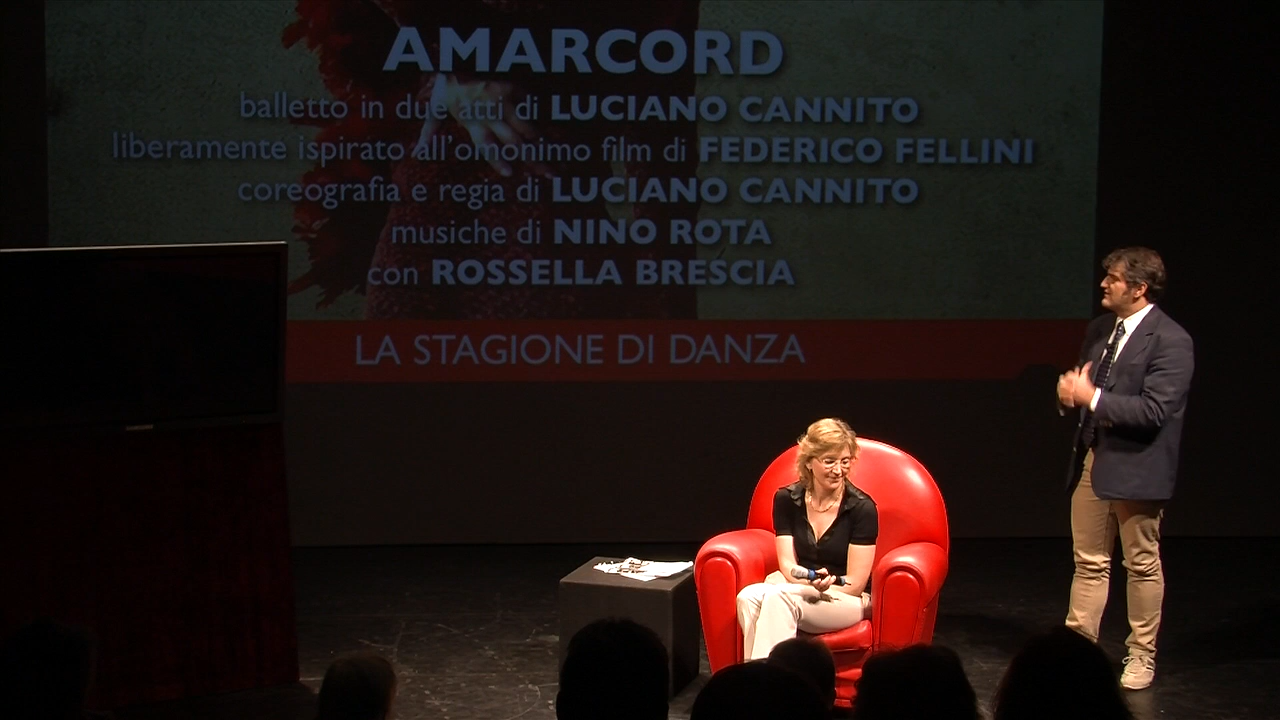 AMARCORD
balletto in due atti di LUCIANO CANNITO
liberamente ispirato all'omonimo film di FEDERICO FELLINI
coreografia e regia di LUCIANO CANNITO
musiche di NINO ROTA
con ROSSELLA BRESCIA
LA STAGIONE DI DANZA